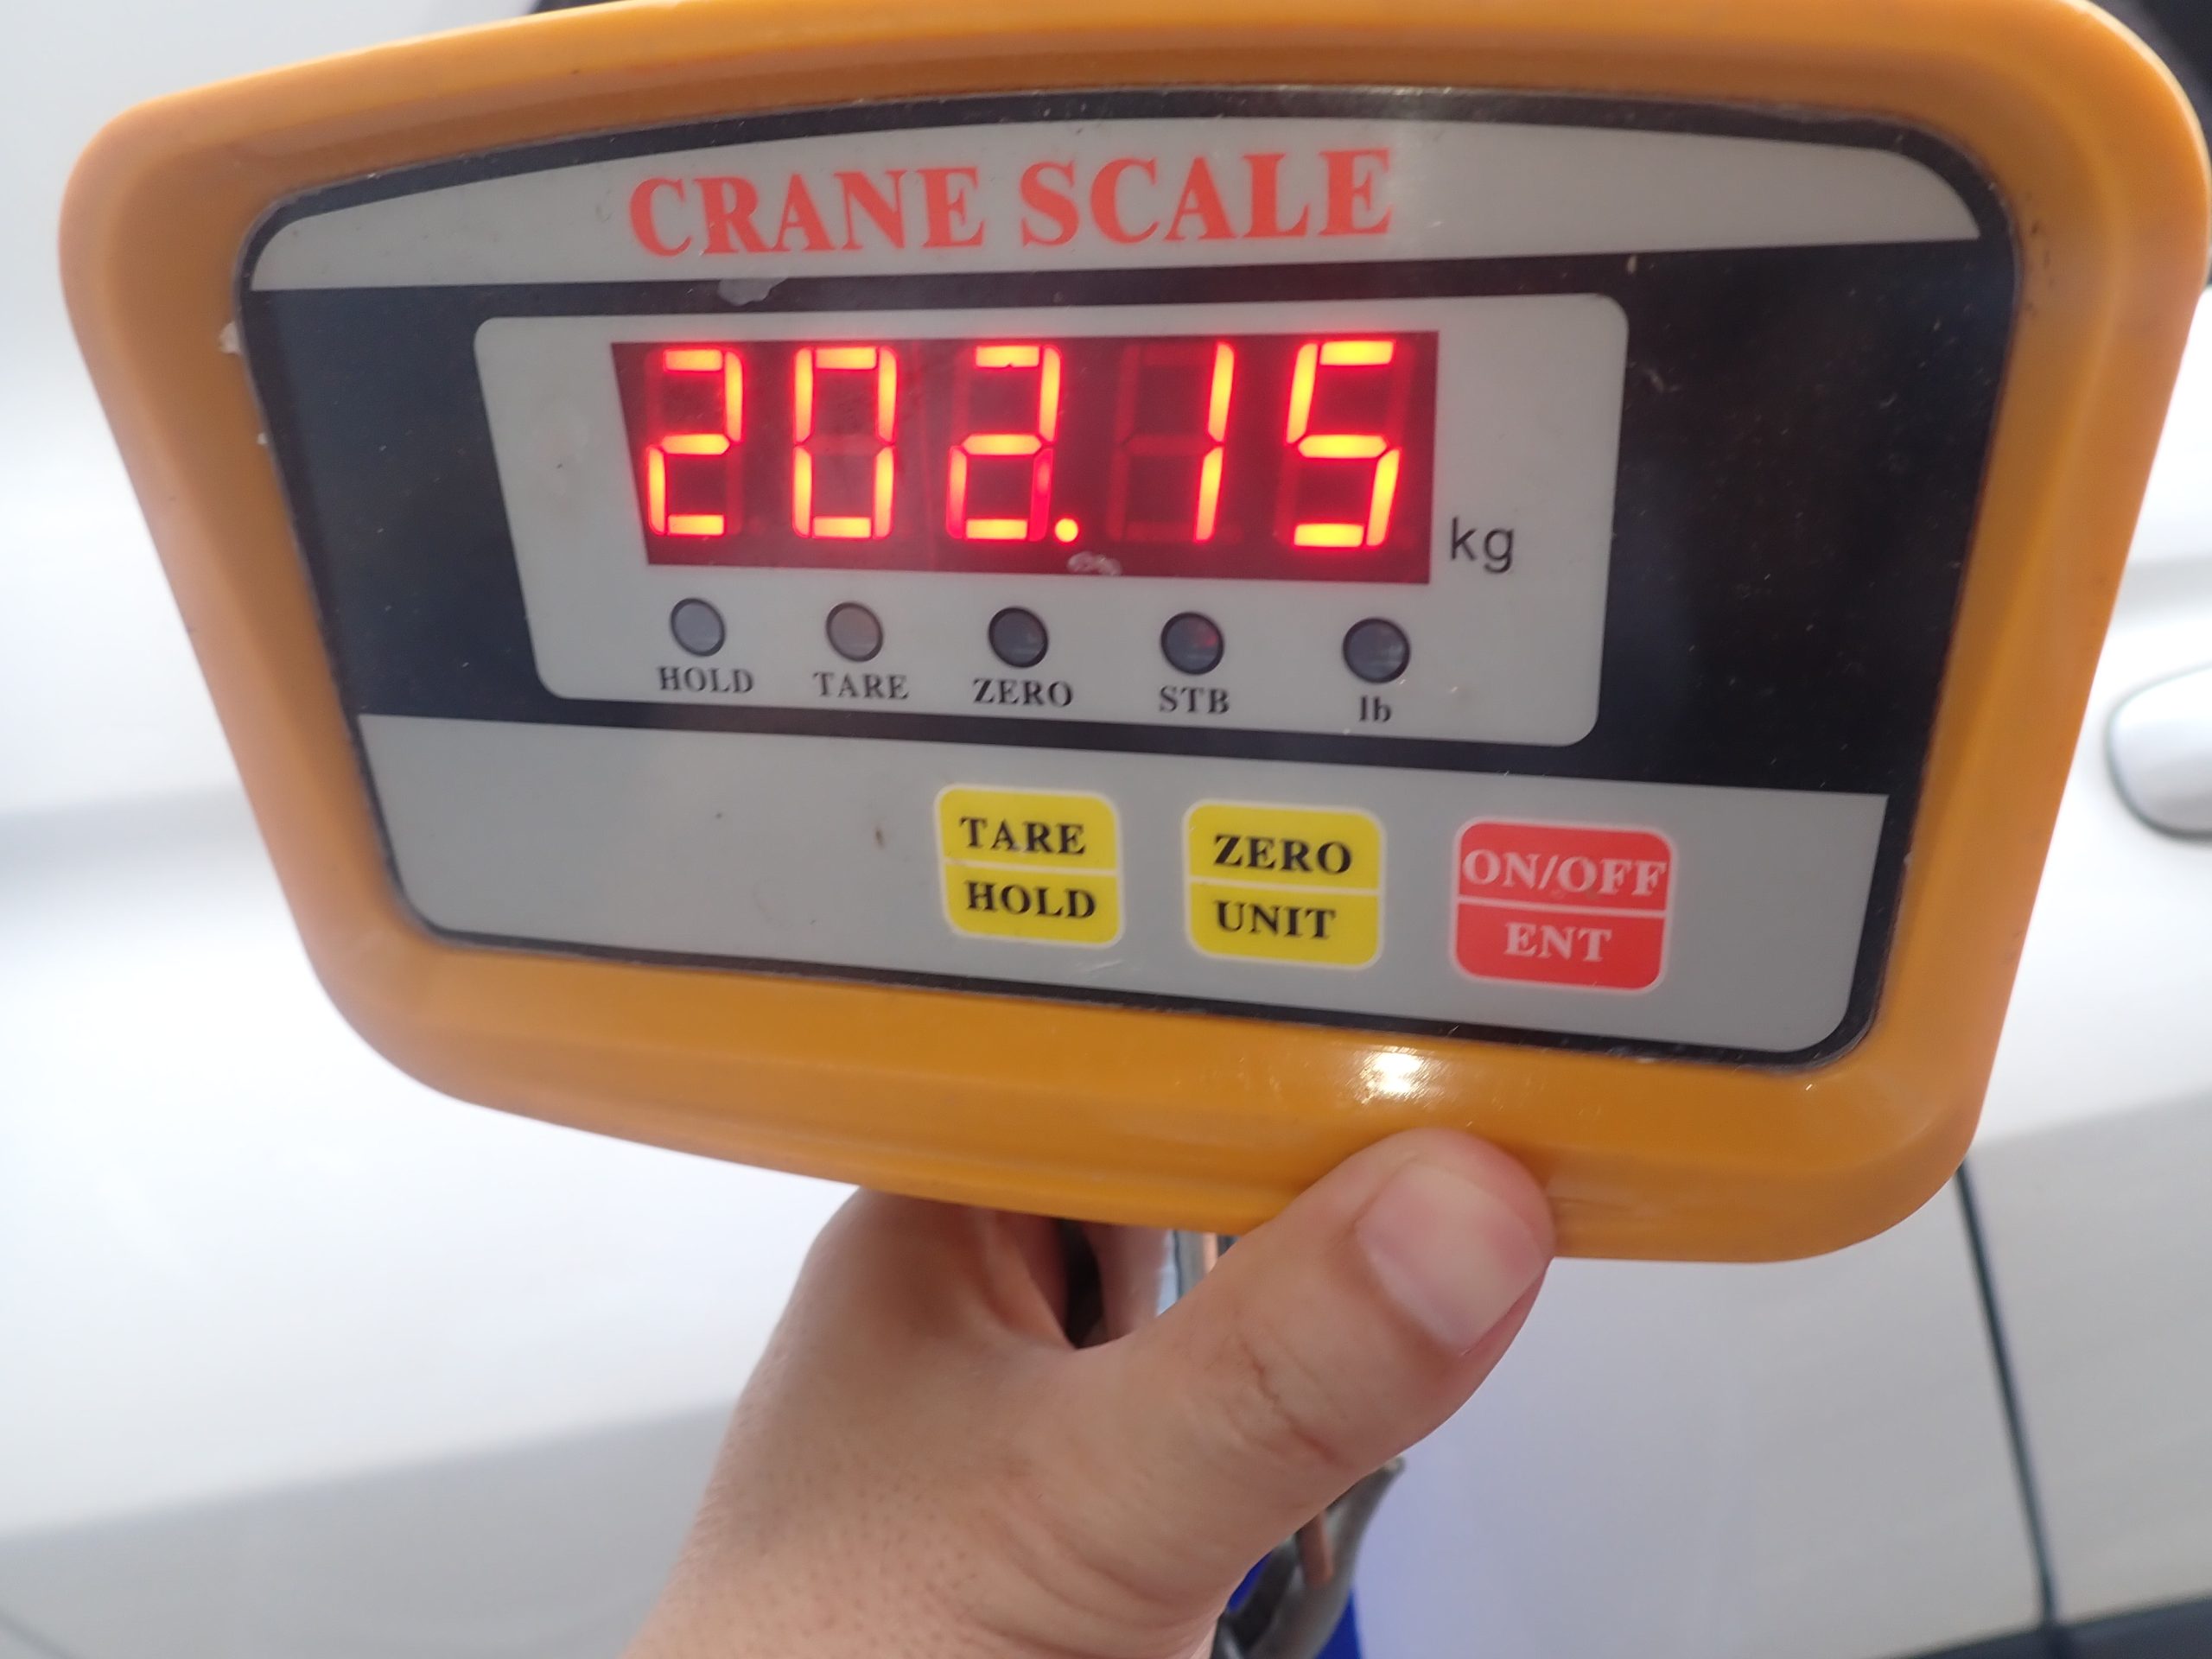 CRANE SCALE
202.15 kg
HOLD TARE ZERO STB lb
TARE ZERO ON/OFF
HOLD UNIT ENT